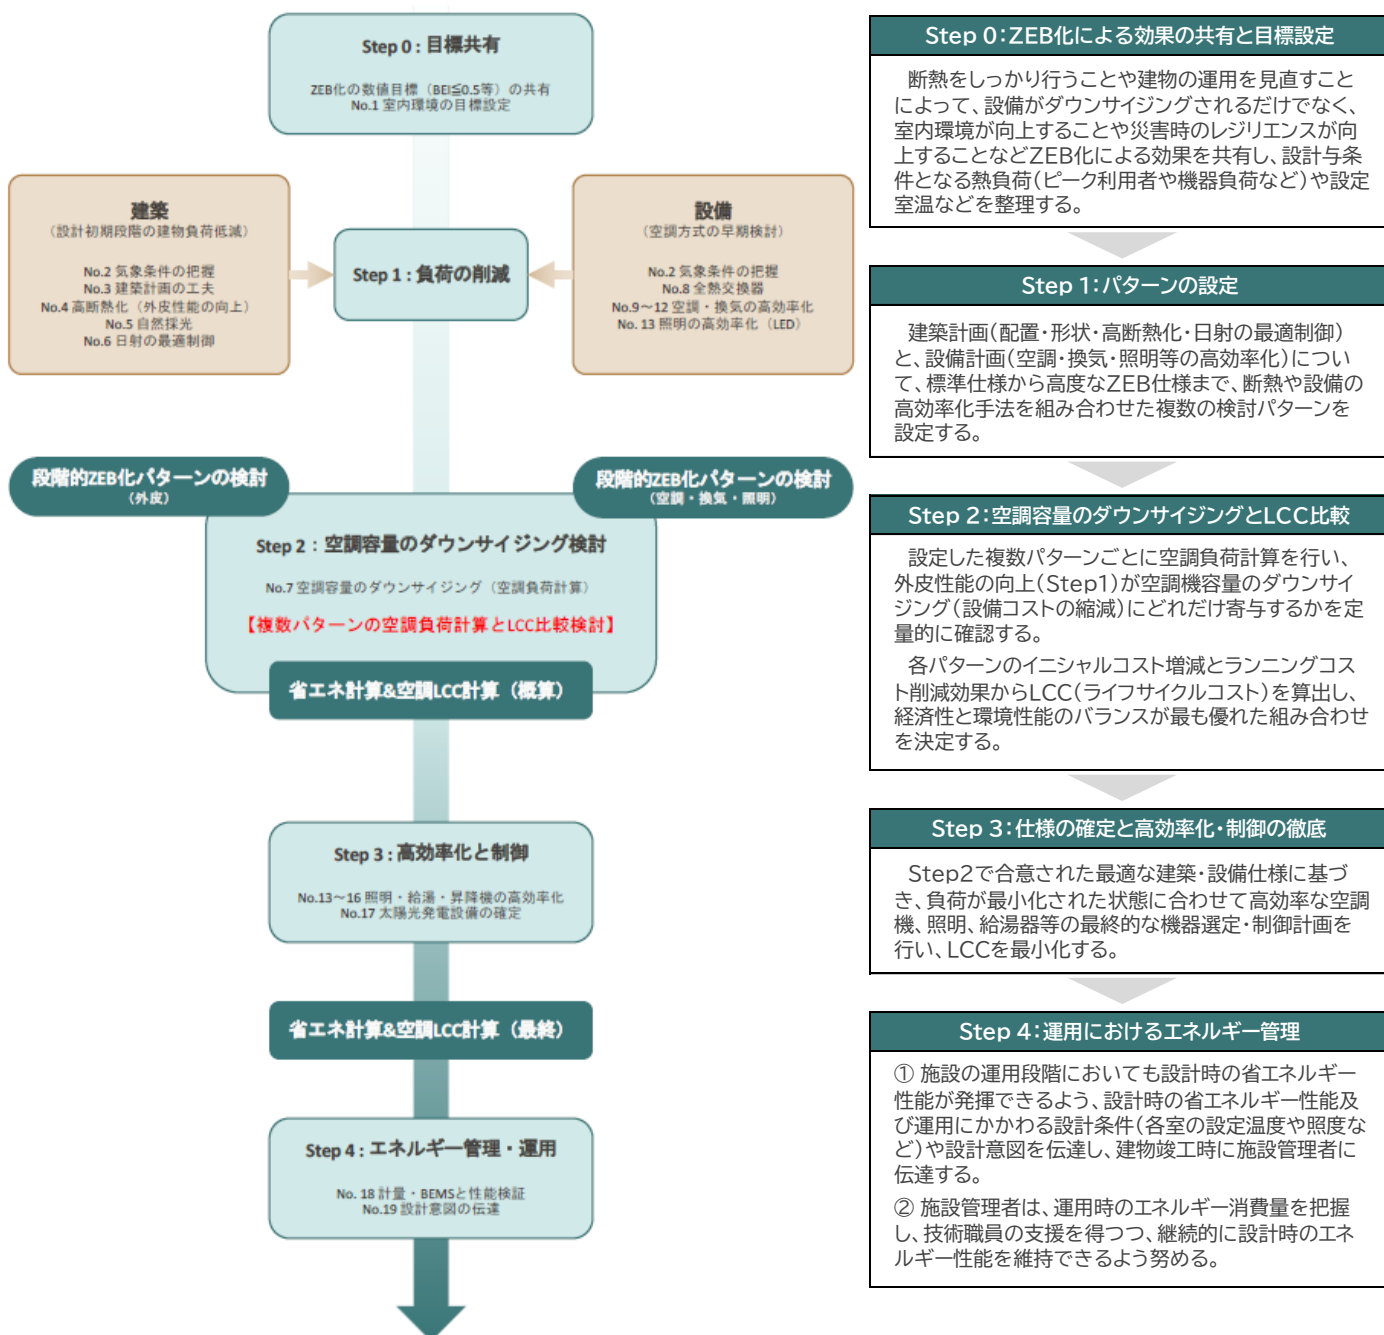 Step 0 : 目標共有
ZEB化の数値目標（BEI≦0.5等）の共有
No.1 室内環境の目標設定
建築
（設計初期段階の建物負荷低減）
No.2 気象条件の把握
No.3 建築計画の工夫
No.4 高断熱化（外皮性能の向上）
No.5 自然採光
No.6 日射の最適制御
Step 1 : 負荷の削減
設備
（空調方式の早期検討）
No.2 気象条件の把握
No.8 全熱交換器
No.9～12 空調・換気の高効率化
No. 13 照明の高効率化（LED）
段階的ZEB化パターンの検討
（外皮）
段階的ZEB化パターンの検討
（空調・換気・照明）
Step 2 : 空調容量のダウンサイジング検討
No.7 空調容量のダウンサイジング（空調負荷計算）
【複数パターンの空調負荷計算とLCC比較検討】
省エネ計算&空調LCC計算（概算）
Step 3 : 高効率化と制御
No.13～16 照明・給湯・昇降機の高効率化
No.17 太陽光発電設備の確定
省エネ計算&空調LCC計算（最終）
Step 4 : エネルギー管理・運用
No. 18 計量・BEMSと性能検証
No.19 設計意図の伝達
Step 0：ZEB化による効果の共有と目標設定
断熱をしっかり行うことや建物の運用を見直すこと
によって、設備がダウンサイジングされるだけでなく、
室内環境が向上することや災害時のレジリエンスが向
上することなどZEB化による効果を共有し、設計与条
件となる熱負荷（ピーク利用者や機器負荷など）や設定
室温などを整理する。
Step 1：パターンの設定
建築計画（配置・形状・高断熱化・日射の最適制御）
と、設備計画（空調・換気・照明等の高効率化）につい
て、標準仕様から高度なZEB仕様まで、断熱や設備の
高効率化手法を組み合わせた複数の検討パターンを
設定する。
Step 2：空調容量のダウンサイジングとLCC比較
設定した複数パターンごとに空調負荷計算を行い、
外皮性能の向上（Step1）が空調機容量のダウンサイ
ジング（設備コストの縮減）にどれだけ寄与するかを定
量的に確認する。
各パターンのイニシャルコスト増減とランニングコス
ト削減効果からLCC（ライフサイクルコスト）を算出し、
経済性と環境性能のバランスが最も優れた組み合わせ
を決定する。
Step 3：仕様の確定と高効率化・制御の徹底
Step2で合意された最適な建築・設備仕様に基づ
き、負荷が最小化された状態に合わせて高効率な空調
機、照明、給湯器等の最終的な機器選定・制御計画を
行い、LCCを最小化する。
Step 4：運用におけるエネルギー管理
① 施設の運用段階においても設計時の省エネルギー
性能が発揮できるよう、設計時の省エネルギー性能及
び運用にかかわる設計条件（各室の設定温度や照度な
ど）や設計意図を伝達し、建物竣工時に施設管理者に
伝達する。
② 施設管理者は、運用時のエネルギー消費量を把握
し、技術職員の支援を得つつ、継続的に設計時のエネ
ルギー性能を維持できるよう努める。